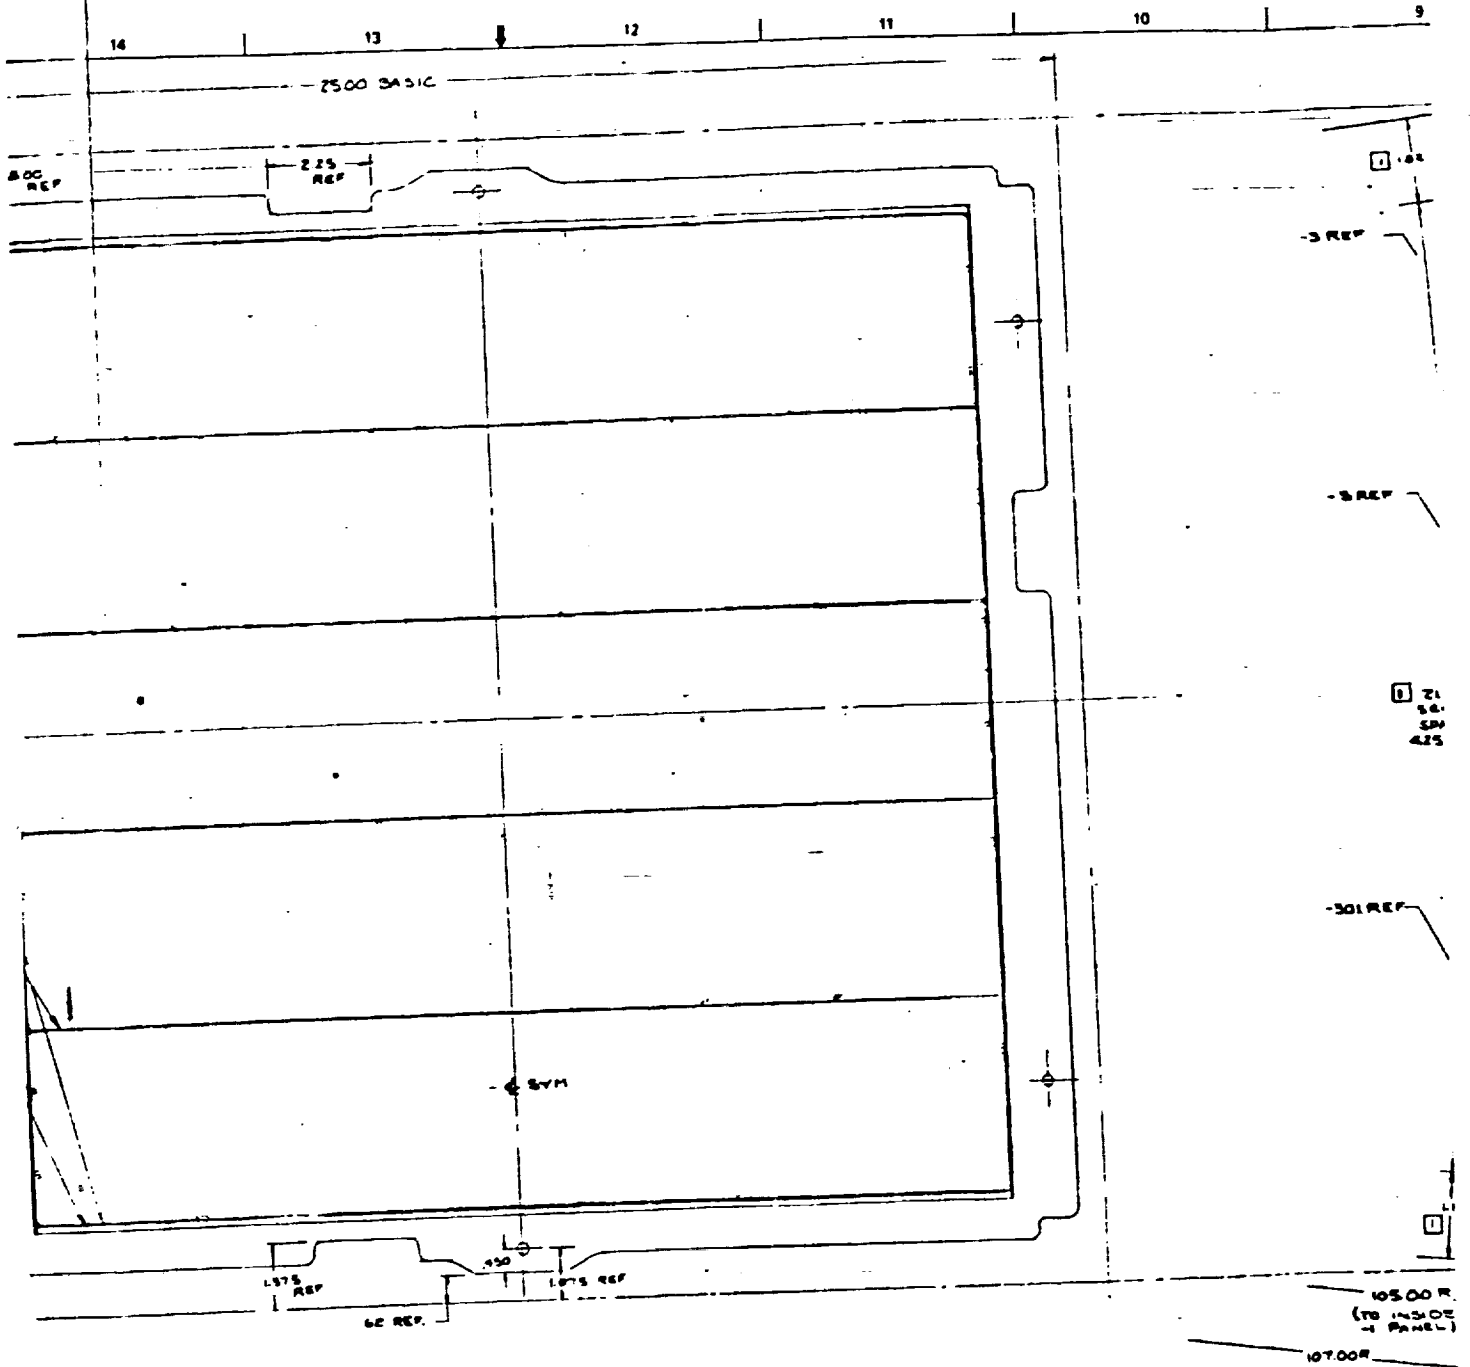 14 13 12 11 10 9
25.00 BASIC
2.25
REF
REF
-3 REF
-3 REF
-301 REF
SYM
.450
1.375
REF
REF
REF.
105.00 R.
(TO INSIDE
-1 PANEL)
107.00R